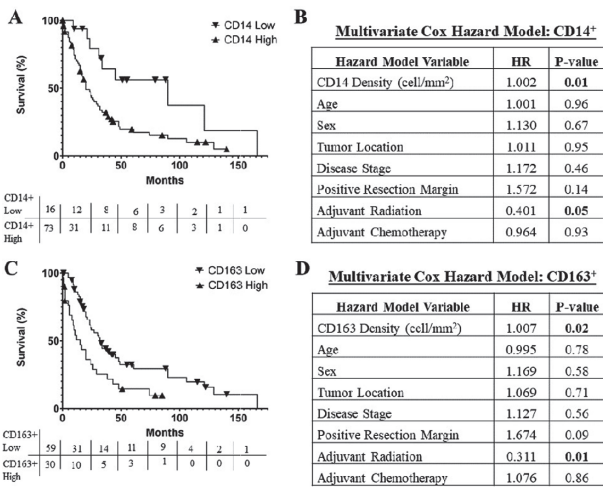 A
CD14 Low
CD14 High
Survival (%)
100
50
0
0 50 100 150
Months
CD14+
Low 16 12 8 6 3 2 1 1
CD14+ 73 31 11 8 6 3 1 0
High
B
Multivariate Cox Hazard Model: CD14+
Hazard Model Variable HR P-value
CD14 Density (cell/mm²) 1.002 0.01
Age 1.001 0.96
Sex 1.130 0.67
Tumor Location 1.011 0.95
Disease Stage 1.172 0.46
Positive Resection Margin 1.572 0.14
Adjuvant Radiation 0.401 0.05
Adjuvant Chemotherapy 0.964 0.93
C
CD163 Low
CD163 High
Survival (%)
100
50
0
0 50 100 150
Months
CD163+
Low 59 31 14 11 9 4 2 1
CD163+ 30 10 5 3 1 0 0 0
High
D
Multivariate Cox Hazard Model: CD163+
Hazard Model Variable HR P-value
CD163 Density (cell/mm²) 1.007 0.02
Age 0.995 0.78
Sex 1.169 0.58
Tumor Location 1.069 0.71
Disease Stage 1.127 0.56
Positive Resection Margin 1.674 0.09
Adjuvant Radiation 0.311 0.01
Adjuvant Chemotherapy 1.076 0.86